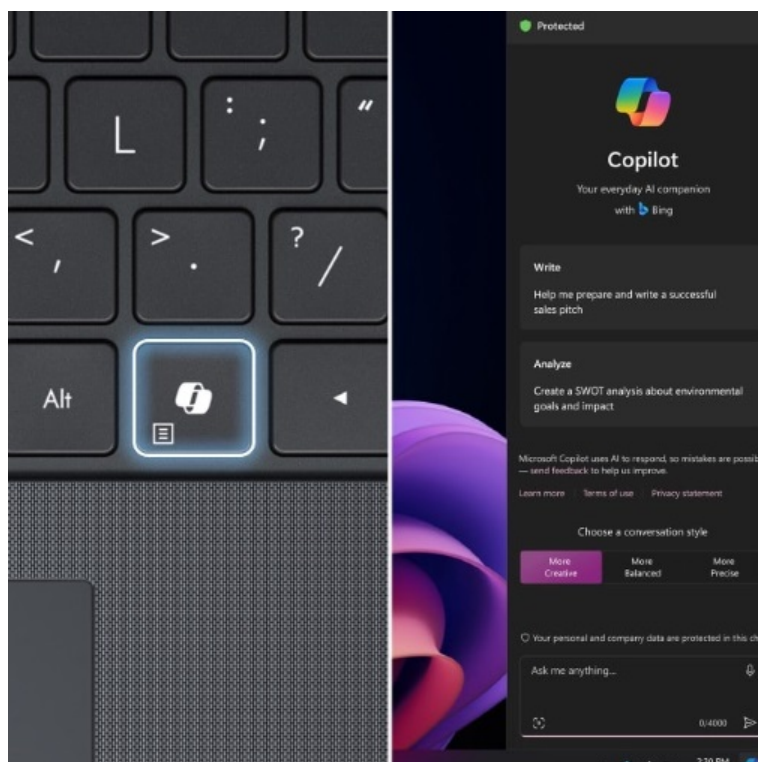 L
: ;
"
< ,
> .
? /
Alt
Protected
Copilot
Your everyday AI companion
with Bing
Write
Help me prepare and write a successful
sales pitch
Analyze
Create a SWOT analysis about environmental
goals and impact
Microsoft Copilot uses AI to respond, so mistakes are possib
— send feedback to help us improve.
Learn more Terms of use Privacy statement
Choose a conversation style
More Creative
More Balanced
More Precise
Your personal and company data are protected in this ch
Ask me anything...
0/4000
2:30 PM